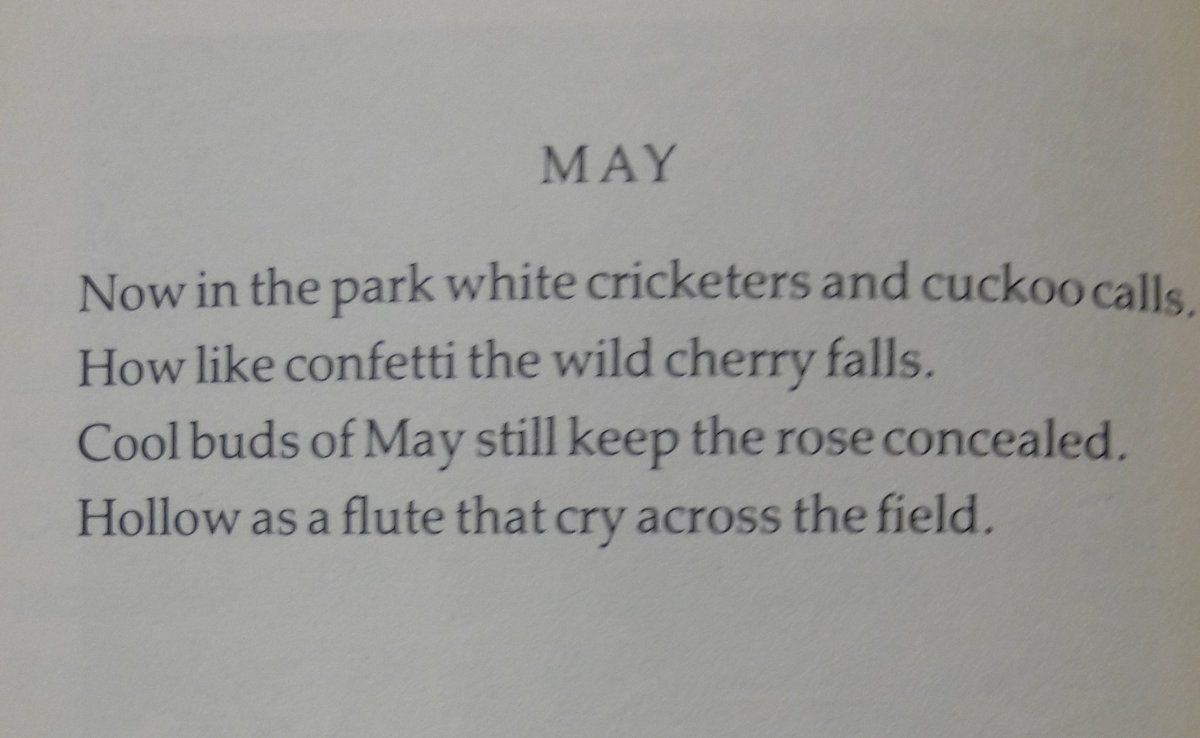 MAY
Now in the park white cricketers and cuckoo calls.
How like confetti the wild cherry falls.
Cool buds of May still keep the rose concealed.
Hollow as a flute that cry across the field.